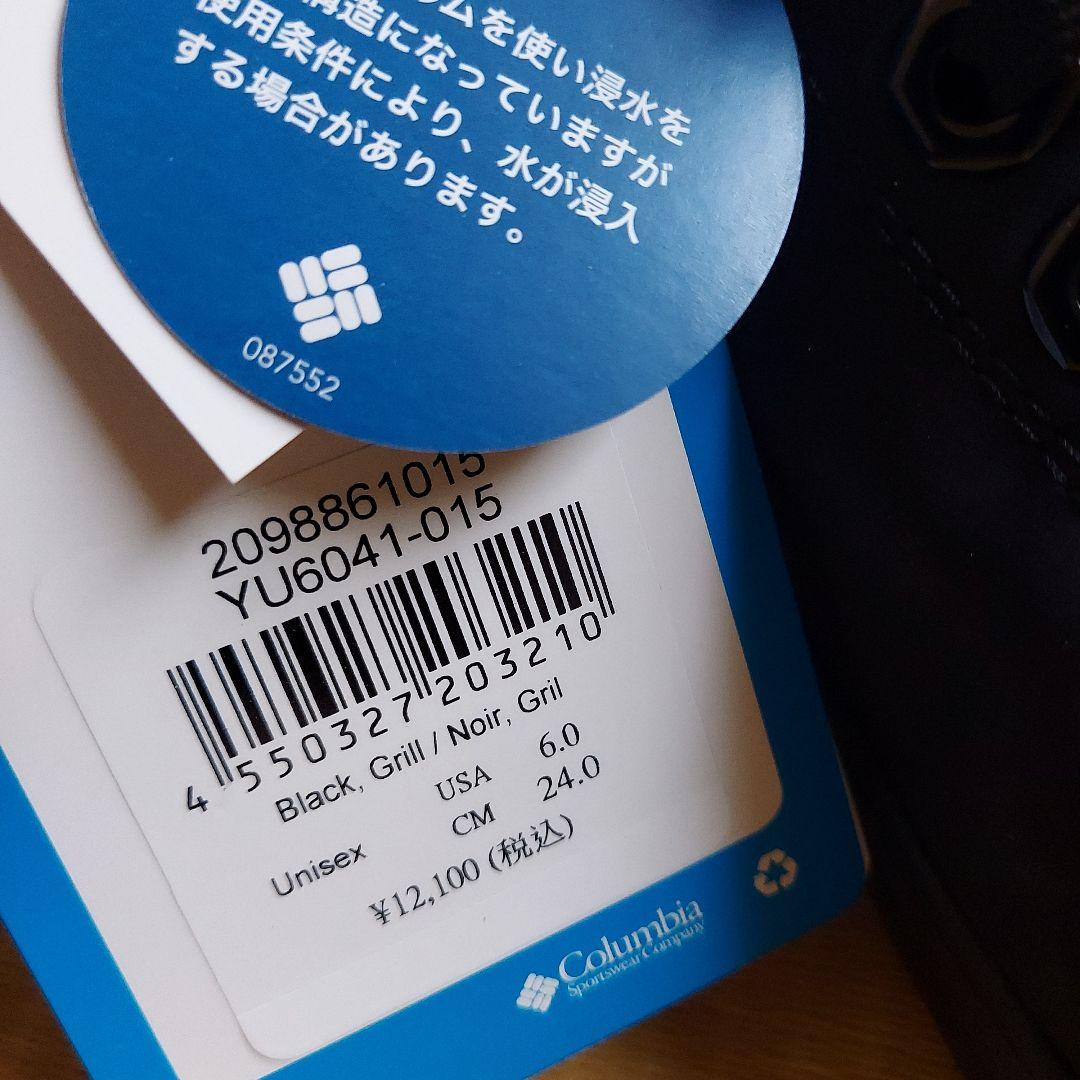 ムを使い浸水を
構造になっていますが
使用条件により、水が浸入
する場合があります。
087552
2098861015
YU6041-015
4 550327 203210
Black, Grill / Noir, Gril
USA 6.0
CM 24.0
Unisex
¥12,100 (税込)
Columbia
Sportswear Company